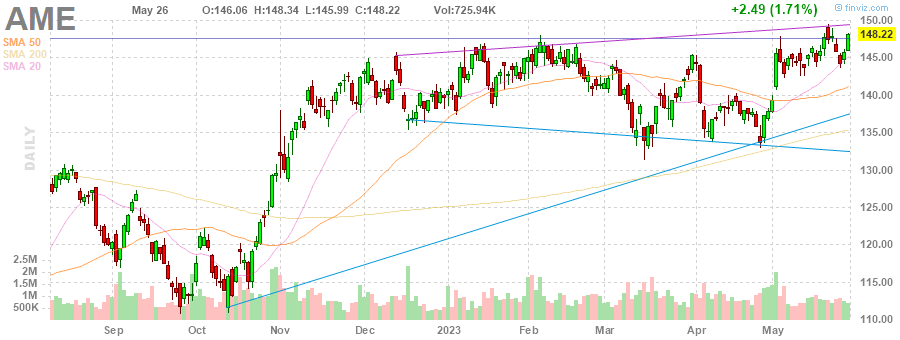 © finviz.com
AME May 26 O:146.06 H:148.34 L:145.99 C:148.22 Vol:725.94K +2.49 (1.71%)
SMA 50
SMA 200
SMA 20
DAILY
150.00
148.22
145.00
140.00
135.00
130.00
125.00
120.00
115.00
110.00
2.5M
2M
1.5M
1M
500K
Sep Oct Nov Dec 2023 Feb Mar Apr May